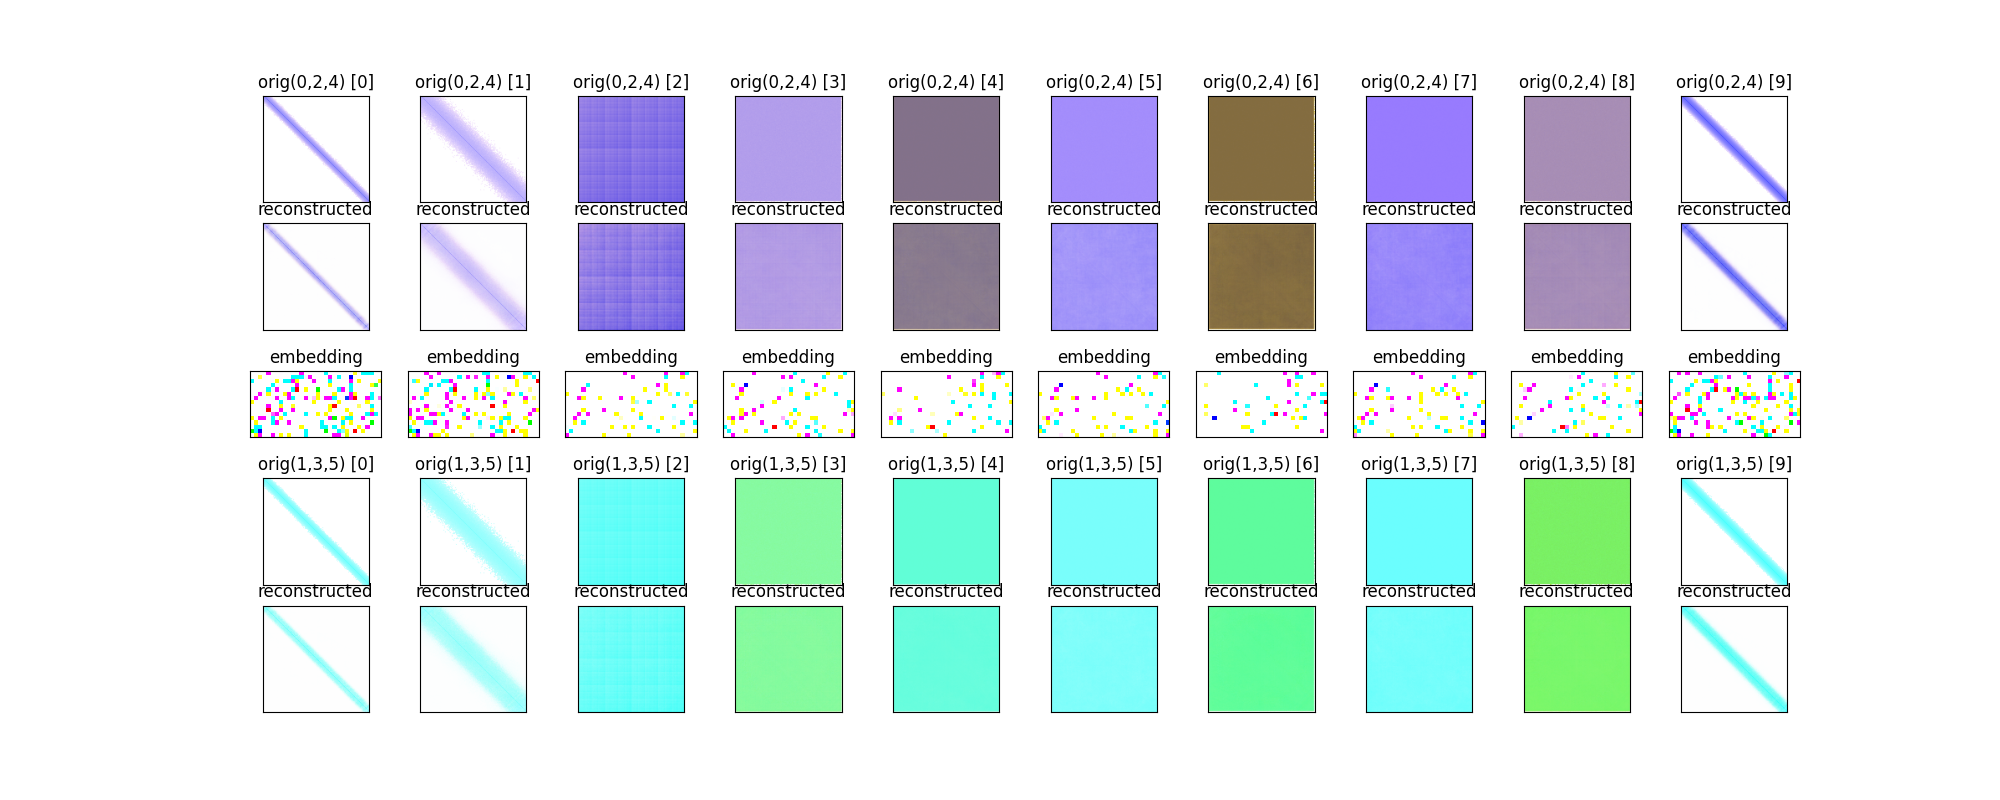 orig(0,2,4) [0] orig(0,2,4) [1] orig(0,2,4) [2] orig(0,2,4) [3] orig(0,2,4) [4] orig(0,2,4) [5] orig(0,2,4) [6] orig(0,2,4) [7] orig(0,2,4) [8] orig(0,2,4) [9]
reconstructed reconstructed reconstructed reconstructed reconstructed reconstructed reconstructed reconstructed reconstructed reconstructed
embedding embedding embedding embedding embedding embedding embedding embedding embedding embedding
orig(1,3,5) [0] orig(1,3,5) [1] orig(1,3,5) [2] orig(1,3,5) [3] orig(1,3,5) [4] orig(1,3,5) [5] orig(1,3,5) [6] orig(1,3,5) [7] orig(1,3,5) [8] orig(1,3,5) [9]
reconstructed reconstructed reconstructed reconstructed reconstructed reconstructed reconstructed reconstructed reconstructed reconstructed